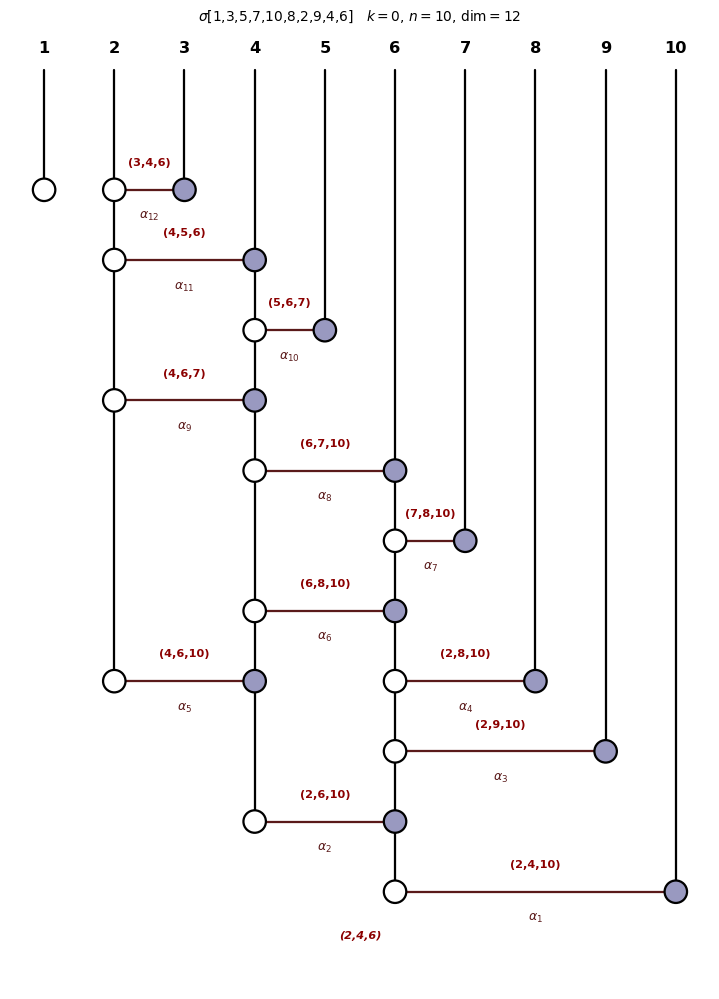 σ[1,3,5,7,10,8,2,9,4,6]   k = 0, n = 10, dim = 12
1 2 3 4 5 6 7 8 9 10
(3,4,6)
α₁₂
(4,5,6)
α₁₁
(5,6,7)
α₁₀
(4,6,7)
α₉
(6,7,10)
α₈
(7,8,10)
α₇
(6,8,10)
α₆
(4,6,10) (2,8,10)
α₅ α₄
(2,9,10)
α₃
(2,6,10)
α₂
(2,4,10)
α₁
(2,4,6)